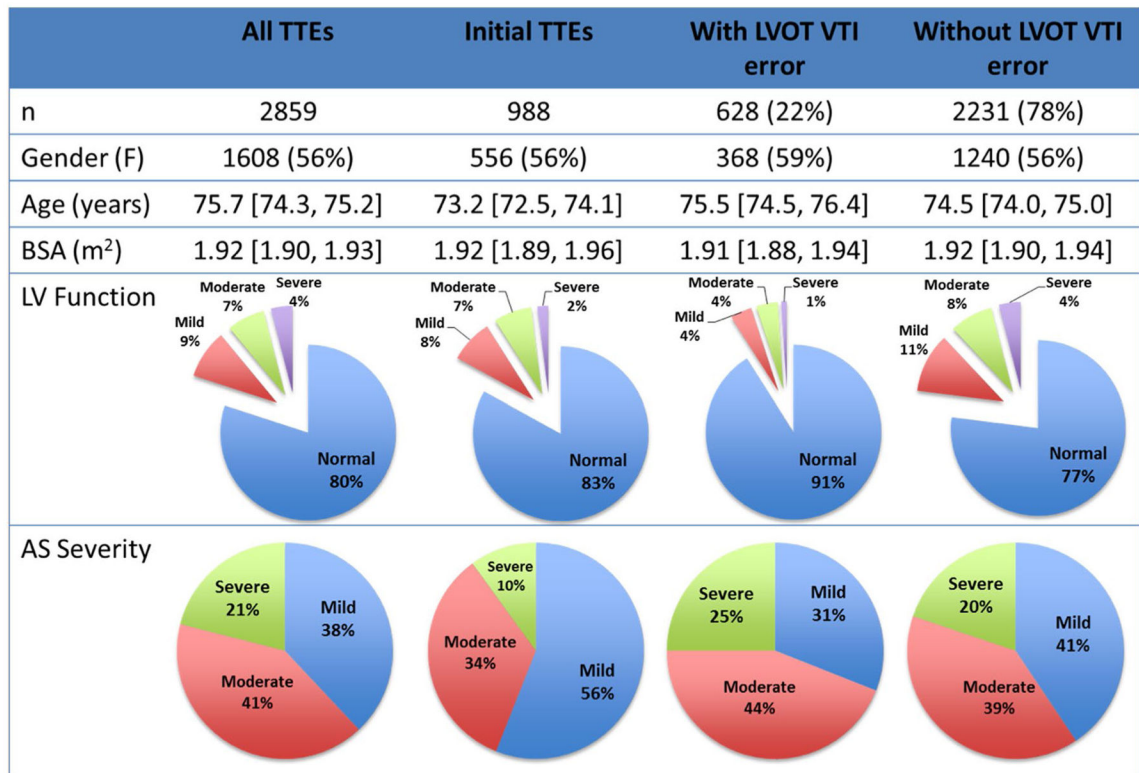 All TTEs Initial TTEs With LVOT VTI error Without LVOT VTI error
n 2859 988 628 (22%) 2231 (78%)
Gender (F) 1608 (56%) 556 (56%) 368 (59%) 1240 (56%)
Age (years) 75.7 [74.3, 75.2] 73.2 [72.5, 74.1] 75.5 [74.5, 76.4] 74.5 [74.0, 75.0]
BSA (m²) 1.92 [1.90, 1.93] 1.92 [1.89, 1.96] 1.91 [1.88, 1.94] 1.92 [1.90, 1.94]
LV Function
Mild
9%
Moderate
7%
Severe
4%
Normal
80%
Mild
8%
Moderate
7%
Severe
2%
Normal
83%
Mild
4%
Moderate
4%
Severe
1%
Normal
91%
Mild
11%
Moderate
8%
Severe
4%
Normal
77%
AS Severity
Severe
21%
Mild
38%
Moderate
41%
Severe
10%
Moderate
34%
Mild
56%
Severe
25%
Mild
31%
Moderate
44%
Severe
20%
Mild
41%
Moderate
39%